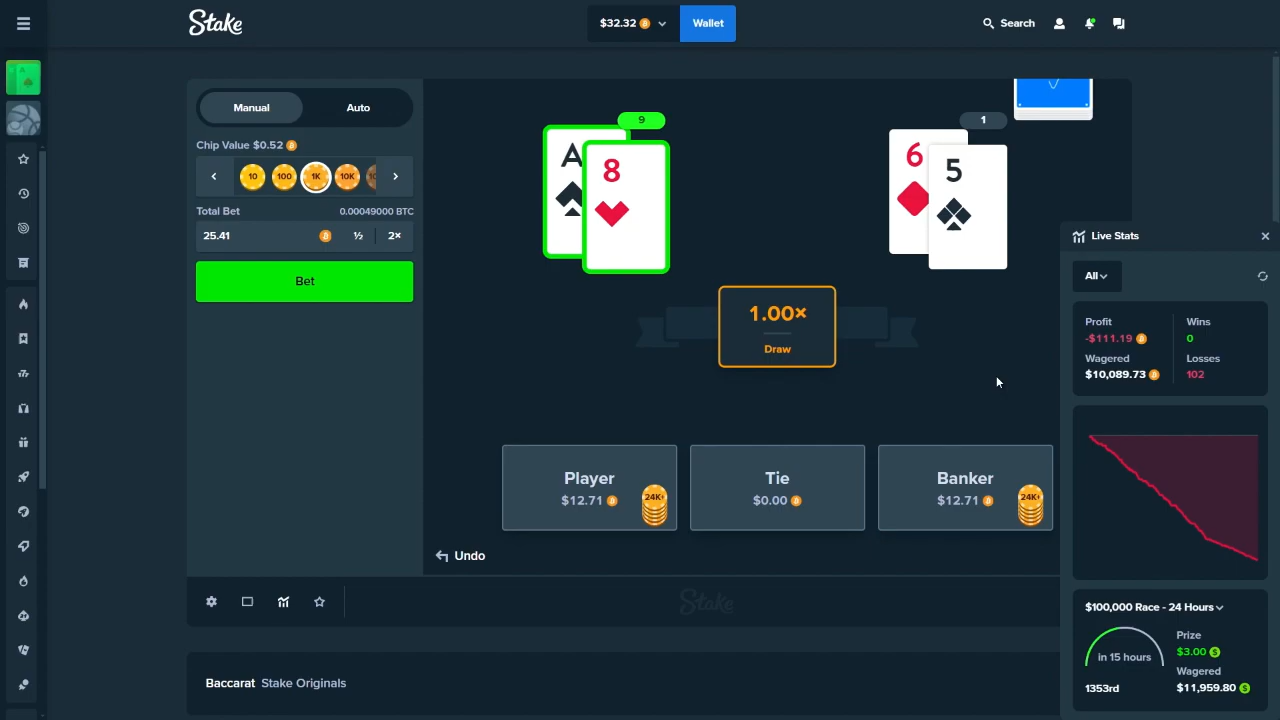 Stake
$32.32
Wallet
Search
Manual
Auto
Chip Value $0.52
10
100
1K
10K
Total Bet
0.00049000 BTC
25.41
½
2×
Bet
9
A
8
1
6
5
1.00×
Draw
Player
$12.71
24K+
Tie
$0.00
Banker
$12.71
24K+
Undo
Stake
Baccarat
Stake Originals
Live Stats
All
Profit
Wins
-$111.19
0
Wagered
Losses
$10,089.73
102
$100,000 Race - 24 Hours
in 15 hours
1353rd
Prize
$3.00
Wagered
$11,959.80